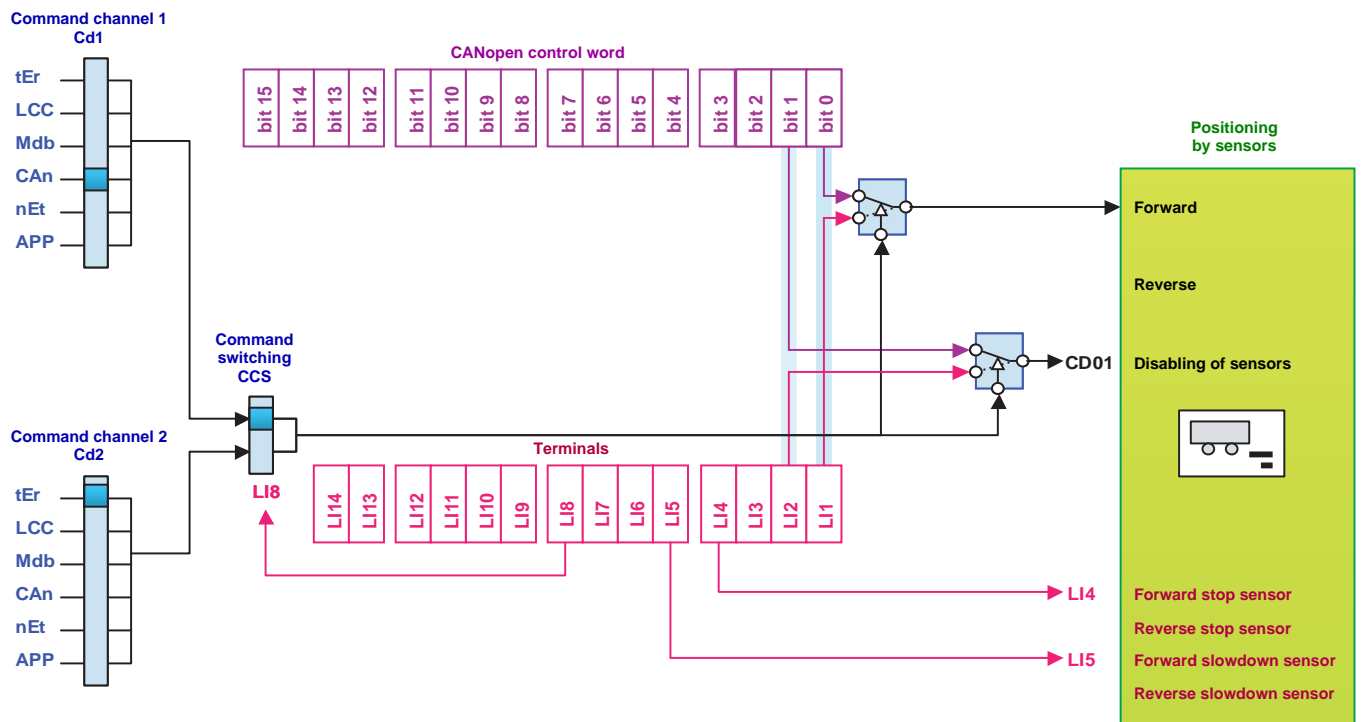 Command channel 1
Cd1
tEr
LCC
Mdb
CAn
nEt
APP
CANopen control word
bit 15
bit 14
bit 13
bit 12
bit 11
bit 10
bit 9
bit 8
bit 7
bit 6
bit 5
bit 4
bit 3
bit 2
bit 1
bit 0
Positioning
by sensors
Forward
Reverse
Command
switching
CCS
CD01
Disabling of sensors
Command channel 2
Cd2
tEr
LCC
Mdb
CAn
nEt
APP
LI8
Terminals
LI14
LI13
LI12
LI11
LI10
LI9
LI8
LI7
LI6
LI5
LI4
LI3
LI2
LI1
LI4
Forward stop sensor
Reverse stop sensor
LI5
Forward slowdown sensor
Reverse slowdown sensor